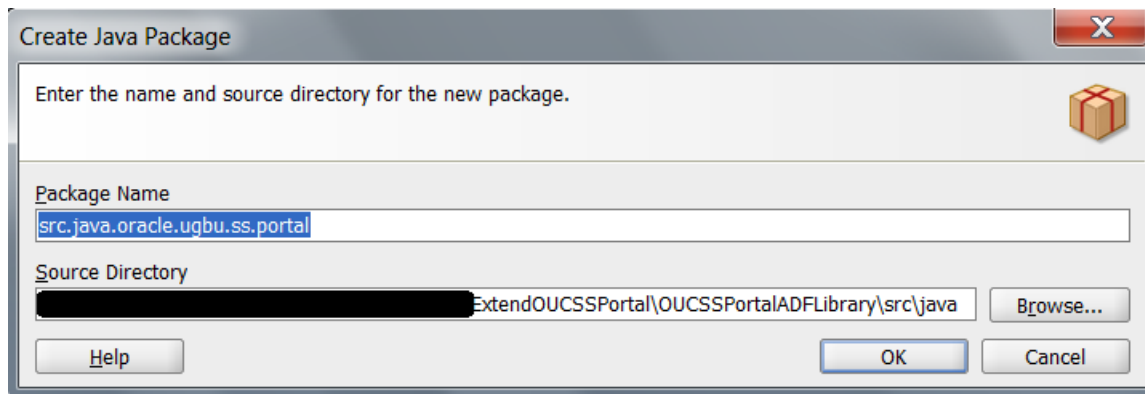 Create Java Package
X
Enter the name and source directory for the new package.
Package Name
src.java.oracle.ugbu.ss.portal
Source Directory
ExtendOUCSSPortal\OUCSSPortalADFLibrary\src\java
Browse...
Help
OK
Cancel